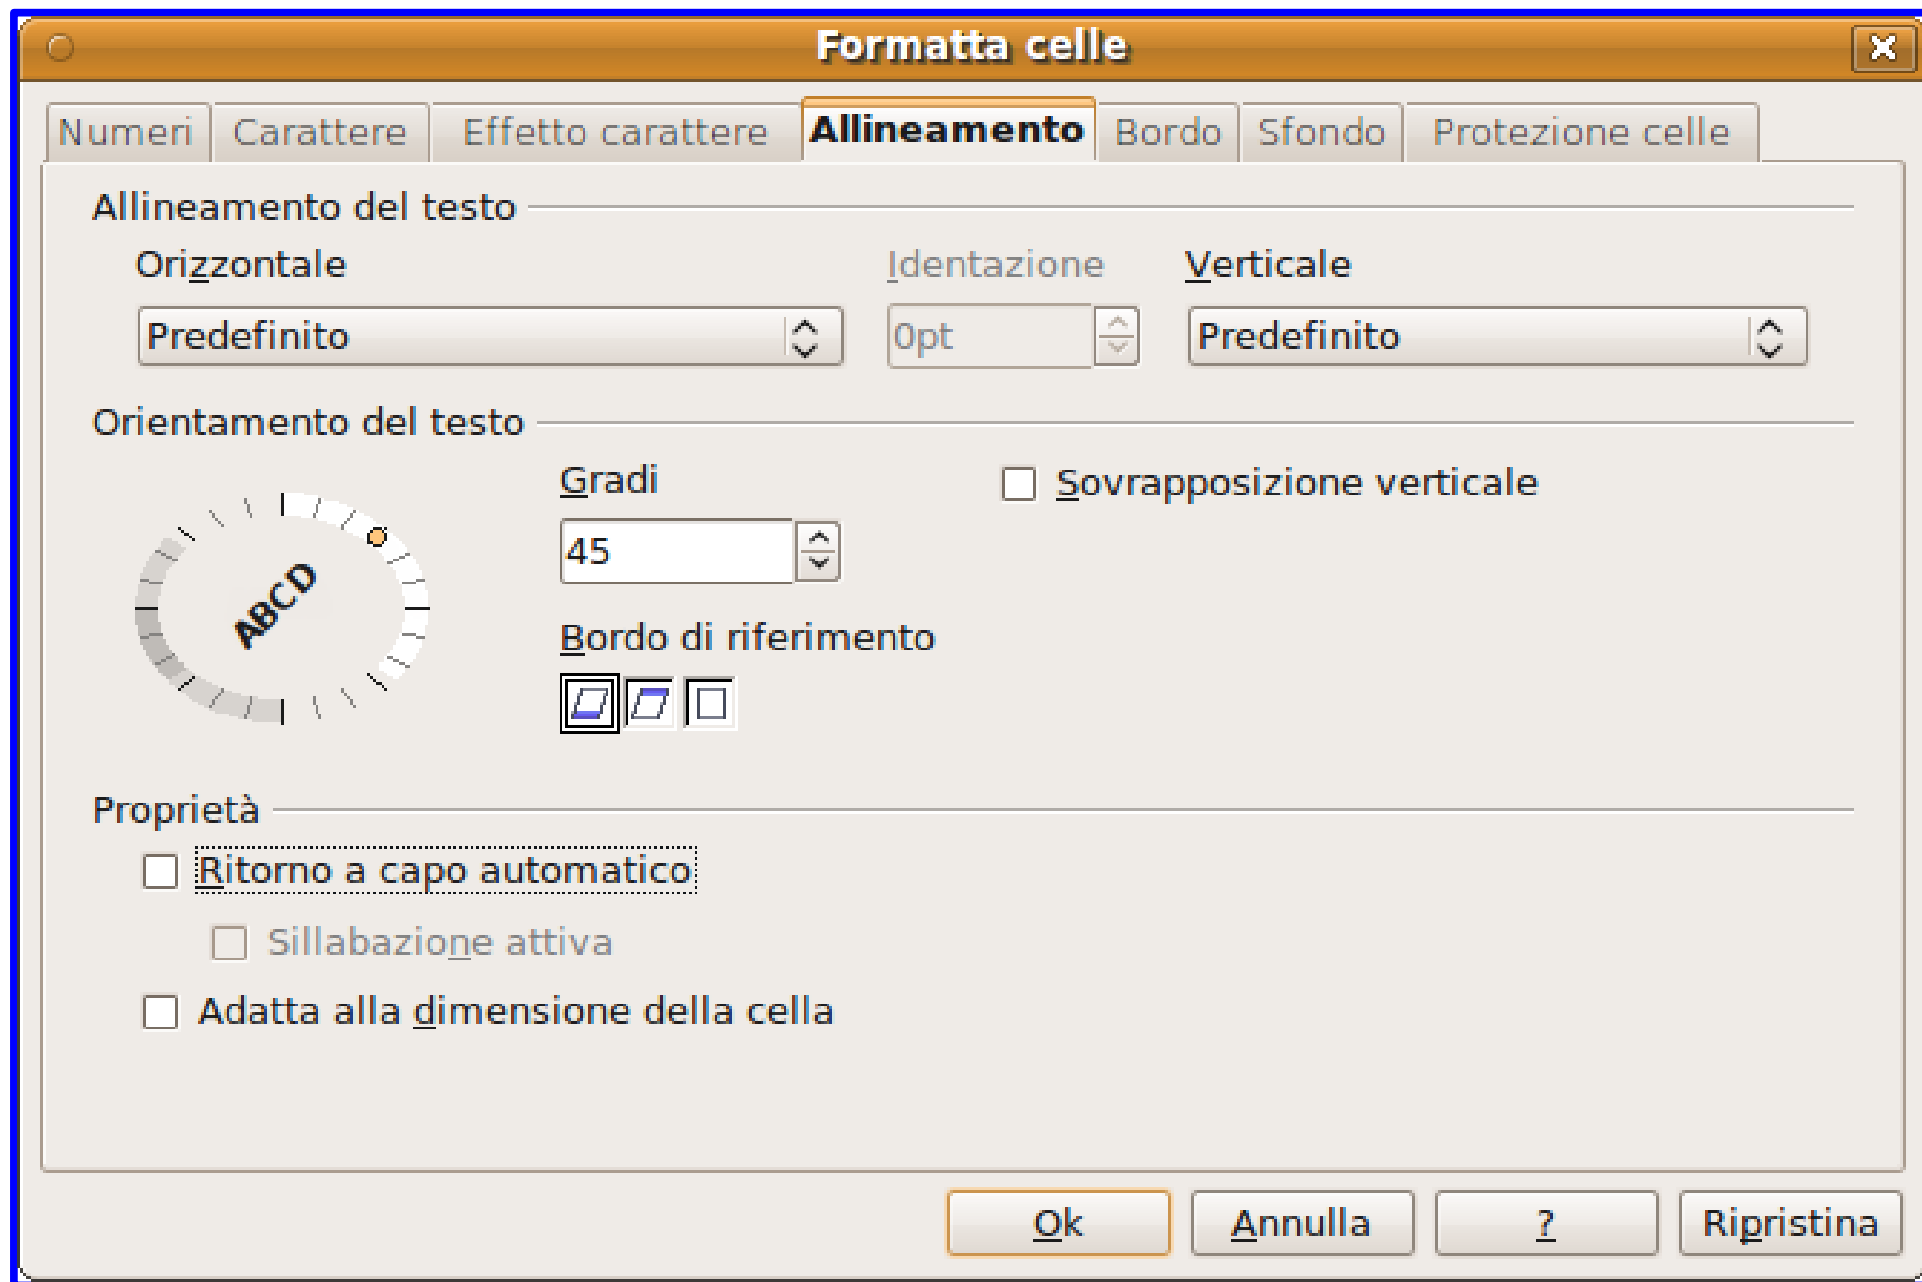 Formatta celle
Numeri Carattere Effetto carattere Allineamento Bordo Sfondo Protezione celle
Allineamento del testo
Orizzontale Identazione Verticale
Predefinito 0pt Predefinito
Orientamento del testo
Gradi Sovrapposizione verticale
45
ABCD
Bordo di riferimento
Proprietà
Ritorno a capo automatico
Sillabazione attiva
Adatta alla dimensione della cella
Ok Annulla ? Ripristina